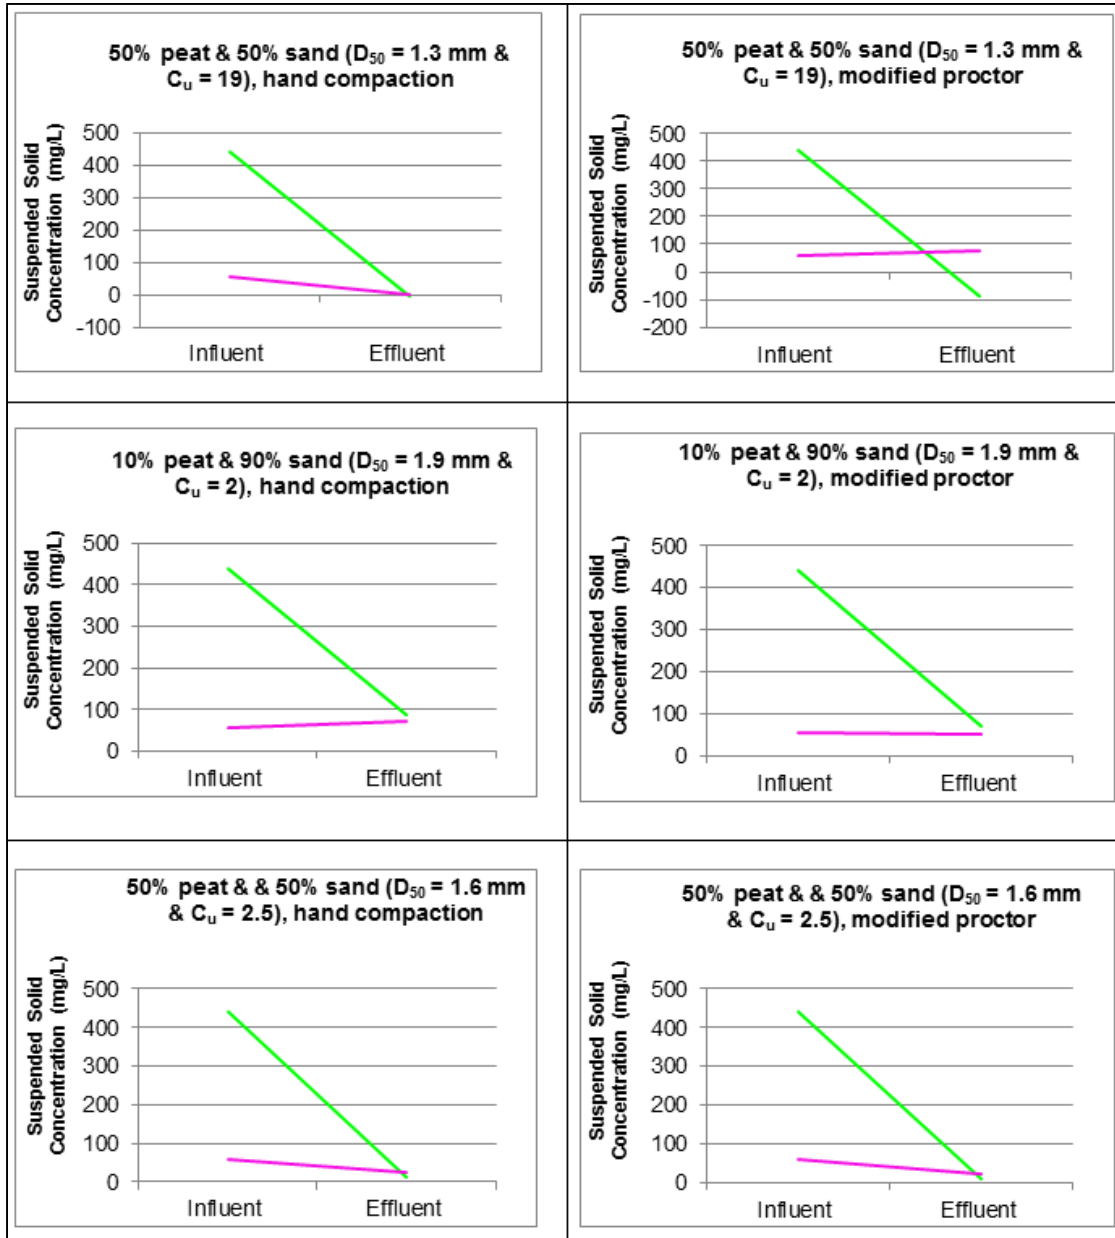 50% peat & 50% sand (D₅₀ = 1.3 mm &
Cᵤ = 19), hand compaction
Suspended Solid
Concentration (mg/L)
500
400
300
200
100
0
-100
Influent
Effluent
50% peat & 50% sand (D₅₀ = 1.3 mm &
Cᵤ = 19), modified proctor
Suspended Solid
Concentration (mg/L)
500
400
300
200
100
0
-100
-200
Influent
Effluent
10% peat & 90% sand (D₅₀ = 1.9 mm &
Cᵤ = 2), hand compaction
Suspended Solid
Concentration (mg/L)
500
400
300
200
100
0
Influent
Effluent
10% peat & 90% sand (D₅₀ = 1.9 mm &
Cᵤ = 2), modified proctor
Suspended Solid
Concentration (mg/L)
500
400
300
200
100
0
Influent
Effluent
50% peat & & 50% sand (D₅₀ = 1.6 mm
& Cᵤ = 2.5), hand compaction
Suspended Solid
Concentration (mg/L)
500
400
300
200
100
0
Influent
Effluent
50% peat & & 50% sand (D₅₀ = 1.6 mm
& Cᵤ = 2.5), modified proctor
Suspended Solid
Concentration (mg/L)
500
400
300
200
100
0
Influent
Effluent